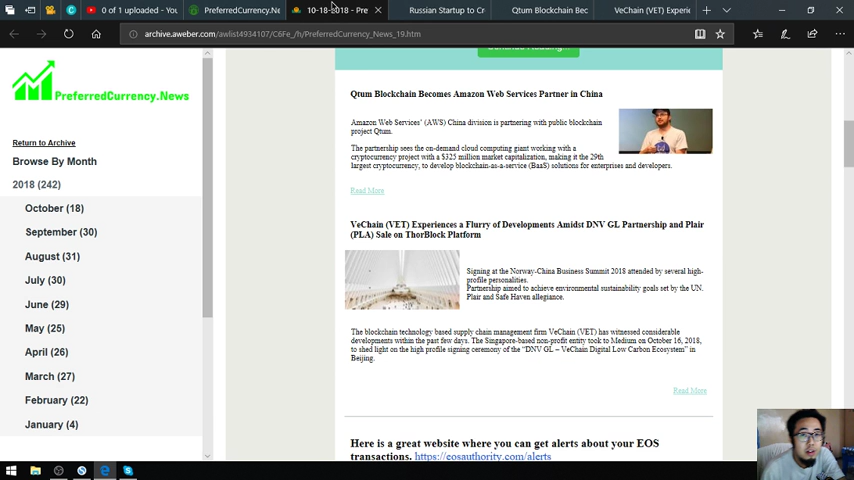 0 of 1 uploaded - You
PreferredCurrency.Ne
10-18-2018 - Pre
Russian Startup to Cr
Qtum Blockchain Bec
VeChain (VET) Experie
archive.aweber.com/awlist4934107/C6Fe_/h/PreferredCurrency_News_19.htm
PreferredCurrency.News
Return to Archive
Browse By Month
2018 (242)
October (18)
September (30)
August (31)
July (30)
June (29)
May (25)
April (26)
March (27)
February (22)
January (4)
Continue Reading...
Qtum Blockchain Becomes Amazon Web Services Partner in China
Amazon Web Services' (AWS) China division is partnering with public blockchain
project Qtum.
The partnership sees the on-demand cloud computing giant working with a
cryptocurrency project with a $325 million market capitalization, making it the 29th
largest cryptocurrency, to develop blockchain-as-a-service (BaaS) solutions for enterprises and developers.
Read More
VeChain (VET) Experiences a Flurry of Developments Amidst DNV GL Partnership and Plair
(PLA) Sale on ThorBlock Platform
Signing at the Norway-China Business Summit 2018 attended by several high-
profile personalities.
Partnership aimed to achieve environmental sustainability goals set by the UN.
Plair and Safe Haven allegiance.
The blockchain technology based supply chain management firm VeChain (VET) has witnessed considerable
developments within the past few days. The Singapore-based non-profit entity took to Medium on October 16, 2018,
to shed light on the high profile signing ceremony of the “DNV GL – VeChain Digital Low Carbon Ecosystem” in
Beijing.
Read More
Here is a great website where you can get alerts about your EOS
transactions. https://eosauthority.com/alerts